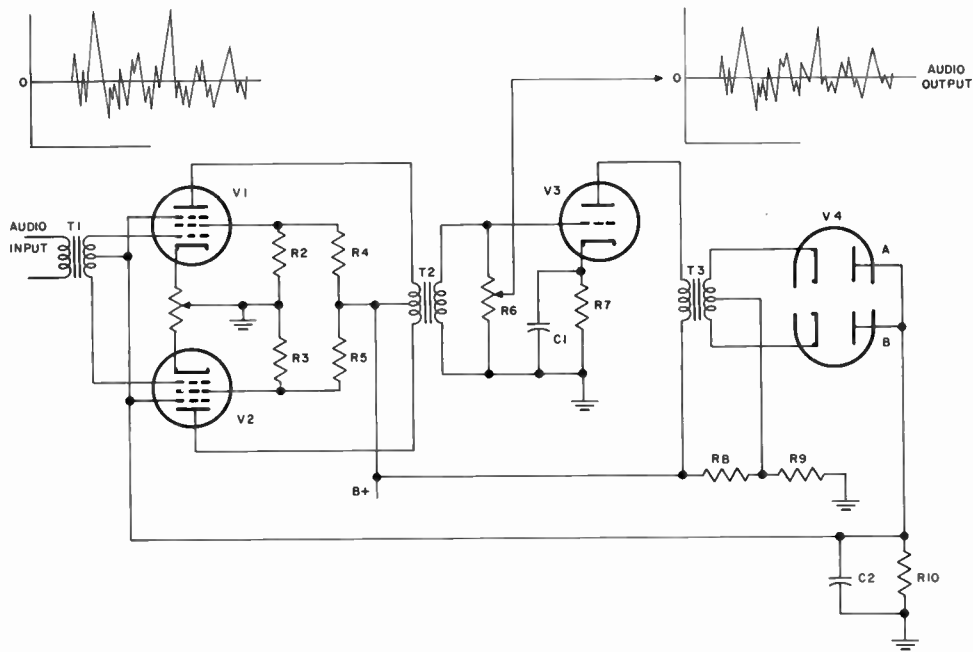 0
0
AUDIO
OUTPUT
V1
V3
V4
AUDIO
INPUT
T1
A
R2
R4
T2
T3
R6
R7
C1
B
R3
R5
V2
R8
R9
B+
C2
R10